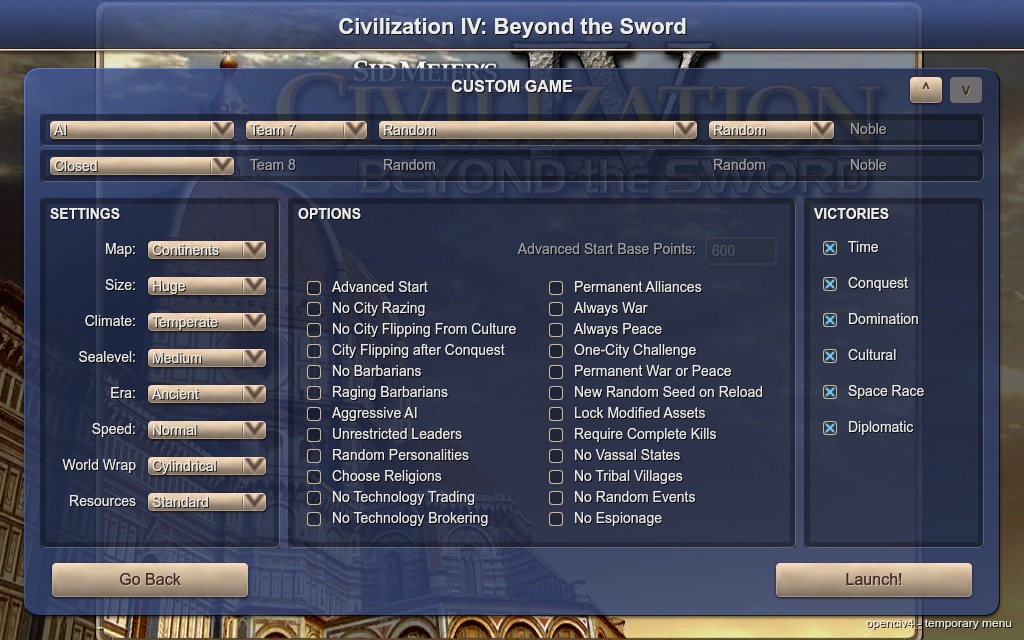 Civilization IV: Beyond the Sword
SID MEIER'S
CIVILIZATION IV
CUSTOM GAME
^ v
AI Team 7 Random Random Noble
Closed Team 8 Random Random Noble
BEYOND the SWORD
SETTINGS
Map: Continents
Size: Huge
Climate: Temperate
Sealevel: Medium
Era: Ancient
Speed: Normal
World Wrap Cylindrical
Resources Standard
OPTIONS
Advanced Start Base Points: 600
Advanced Start
No City Razing
No City Flipping From Culture
City Flipping after Conquest
No Barbarians
Raging Barbarians
Aggressive AI
Unrestricted Leaders
Random Personalities
Choose Religions
No Technology Trading
No Technology Brokering
Permanent Alliances
Always War
Always Peace
One-City Challenge
Permanent War or Peace
New Random Seed on Reload
Lock Modified Assets
Require Complete Kills
No Vassal States
No Tribal Villages
No Random Events
No Espionage
VICTORIES
Time
Conquest
Domination
Cultural
Space Race
Diplomatic
Go Back
Launch!
openciv4 - temporary menu